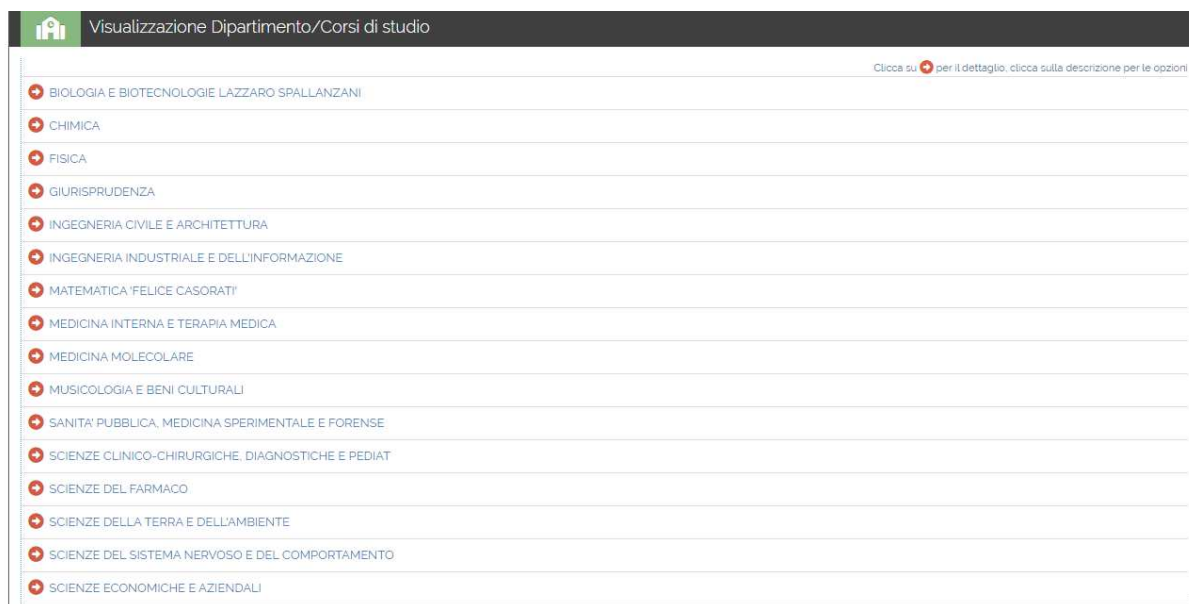 Visualizzazione Dipartimento/Corsi di studio
Clicca su per il dettaglio, clicca sulla descrizione per le opzioni
BIOLOGIA E BIOTECNOLOGIE LAZZARO SPALLANZANI
CHIMICA
FISICA
GIURISPRUDENZA
INGEGNERIA CIVILE E ARCHITETTURA
INGEGNERIA INDUSTRIALE E DELL'INFORMAZIONE
MATEMATICA 'FELICE CASORATI'
MEDICINA INTERNA E TERAPIA MEDICA
MEDICINA MOLECOLARE
MUSICOLOGIA E BENI CULTURALI
SANITA' PUBBLICA, MEDICINA SPERIMENTALE E FORENSE
SCIENZE CLINICO-CHIRURGICHE, DIAGNOSTICHE E PEDIAT
SCIENZE DEL FARMACO
SCIENZE DELLA TERRA E DELL'AMBIENTE
SCIENZE DEL SISTEMA NERVOSO E DEL COMPORTAMENTO
SCIENZE ECONOMICHE E AZIENDALI